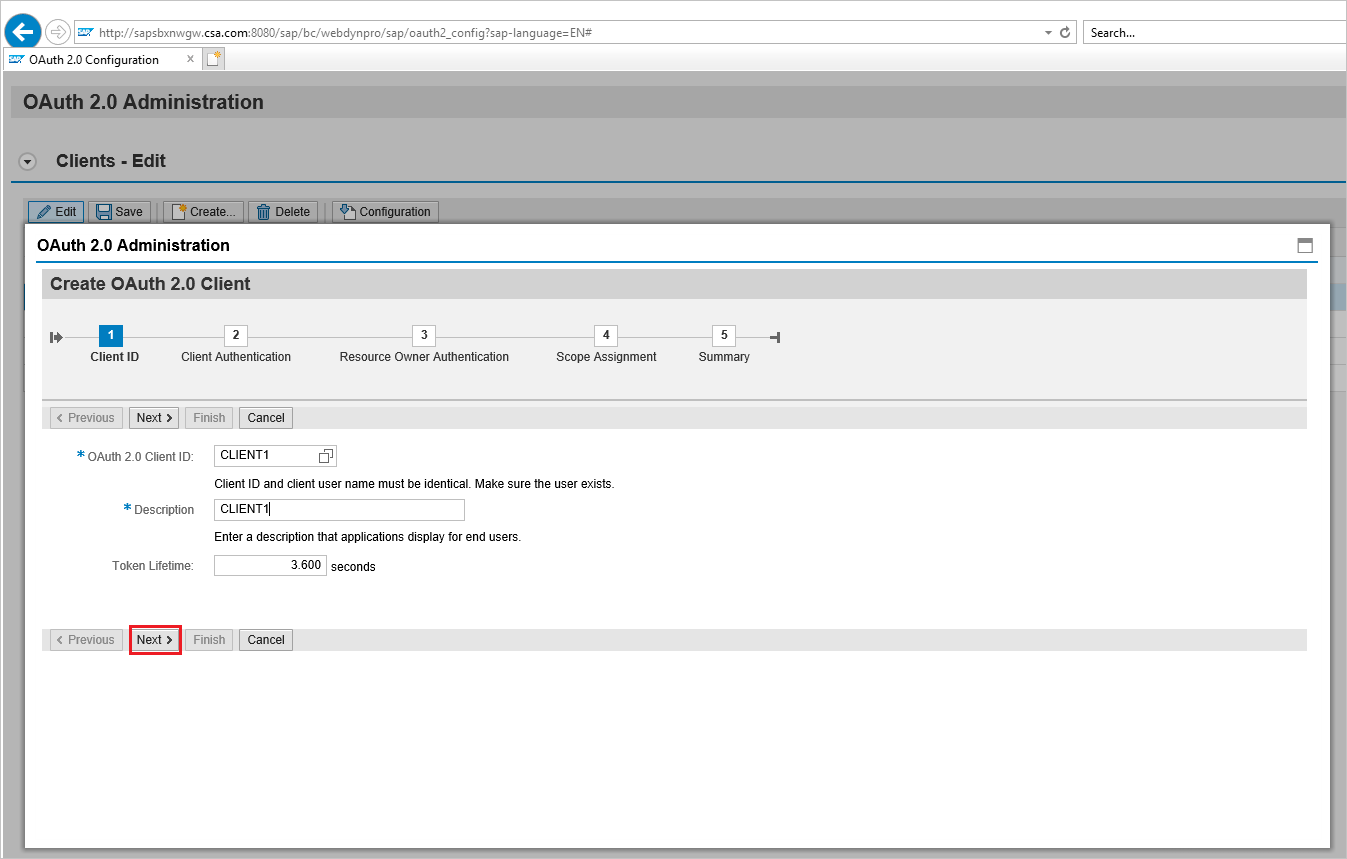 SAP http://sapsbxnwgw.csa.com:8080/sap/bc/webdynpro/sap/oauth2_config?sap-language=EN# Search...
SAP OAuth 2.0 Configuration x
OAuth 2.0 Administration
Clients - Edit
Edit Save Create... Delete Configuration
OAuth 2.0 Administration
Create OAuth 2.0 Client
1 2 3 4 5
Client ID Client Authentication Resource Owner Authentication Scope Assignment Summary
Previous Next Finish Cancel
* OAuth 2.0 Client ID: CLIENT1
Client ID and client user name must be identical. Make sure the user exists.
* Description CLIENT1
Enter a description that applications display for end users.
Token Lifetime: 3.600 seconds
Previous Next Finish Cancel